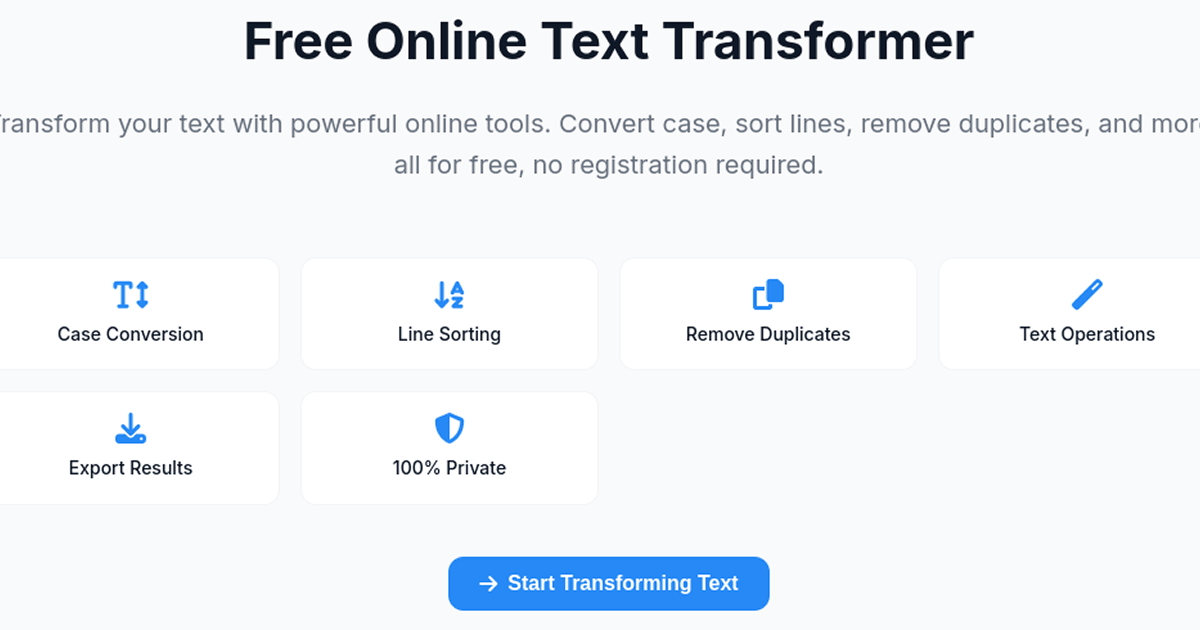 Free Online Text Transformer
ransform your text with powerful online tools. Convert case, sort lines, remove duplicates, and mor
all for free, no registration required.
Case Conversion
Line Sorting
Remove Duplicates
Text Operations
Export Results
100% Private
Start Transforming Text